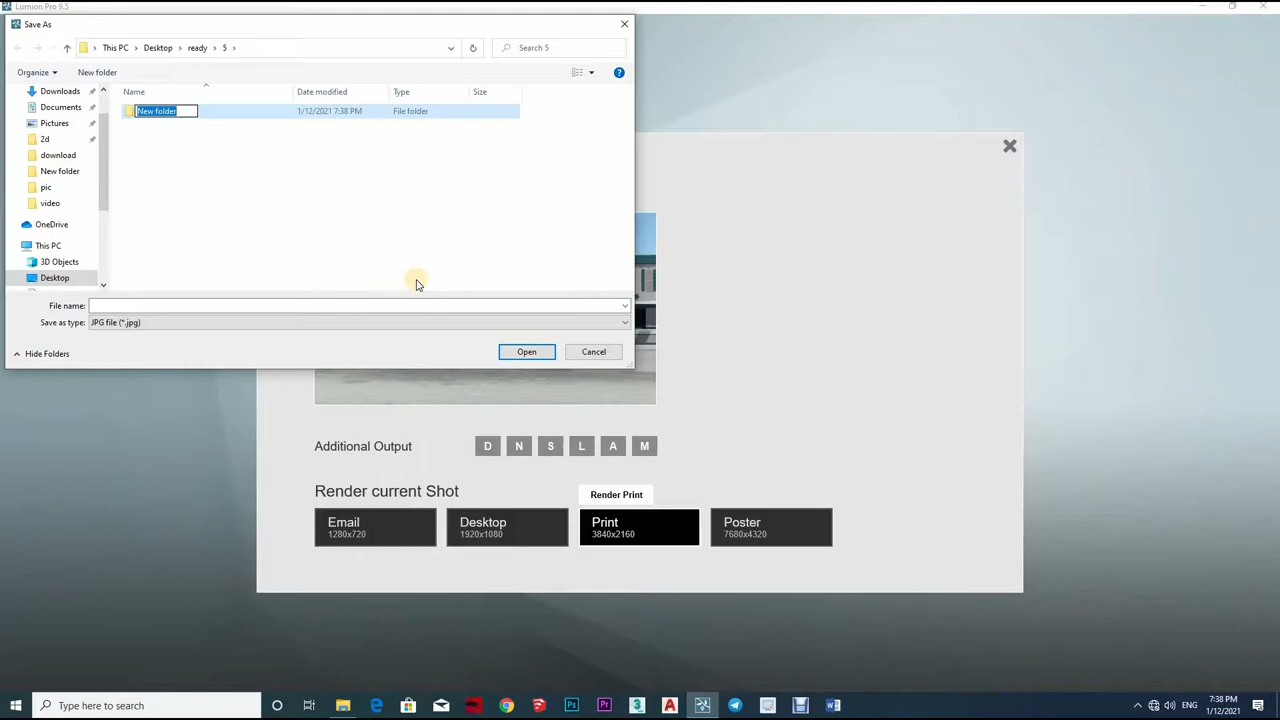 Lumion Pro 9.5
Save As
This PC > Desktop > ready > 5 >
Search 5
Organize
New folder
Name
Date modified
Type
Size
Downloads
New folder
1/12/2021 7:38 PM
File folder
Documents
Pictures
2d
download
New folder
pic
video
OneDrive
This PC
3D Objects
Desktop
File name:
Save as type:
JPG file (*.jpg)
Hide Folders
Open
Cancel
Additional Output
D N S L A M
Render current Shot
Render Print
Email
1280x720
Desktop
1920x1080
Print
3840x2160
Poster
7680x4320
Type here to search
ENG
7:38 PM
1/12/2021